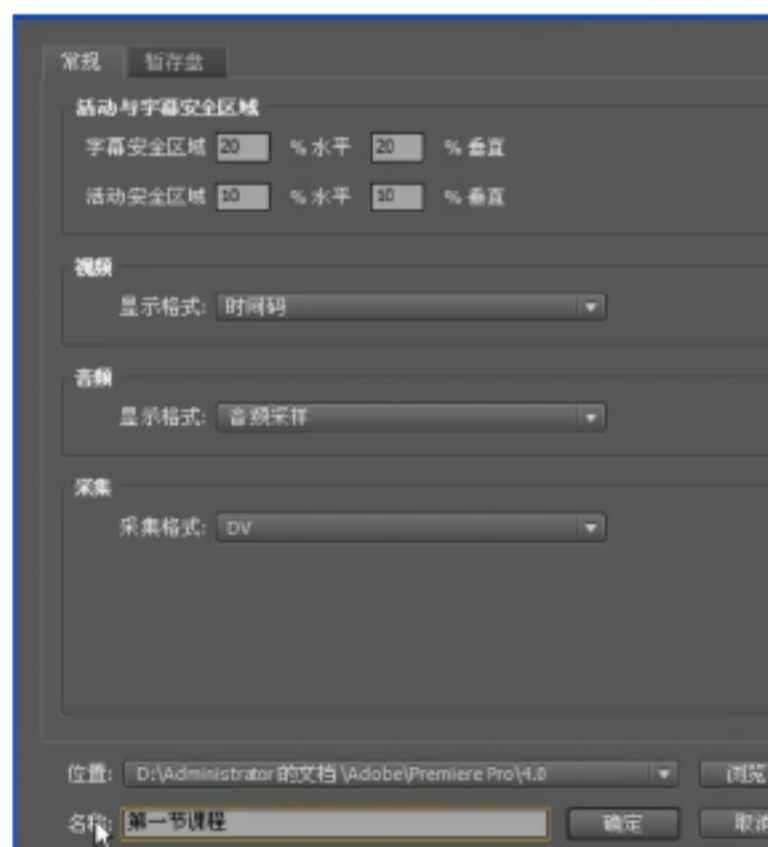 常规 暂存盘
活动与字幕安全区域
字幕安全区域 20 % 水平 20 % 垂直
活动安全区域 10 % 水平 10 % 垂直
视频
显示格式: 时间码
音频
显示格式: 音频采样
采集
采集格式: DV
位置: D:\Administrator 的文档 \Adobe\Premiere Pro\4.0 浏览
名称: 第一节课程 确定 取消